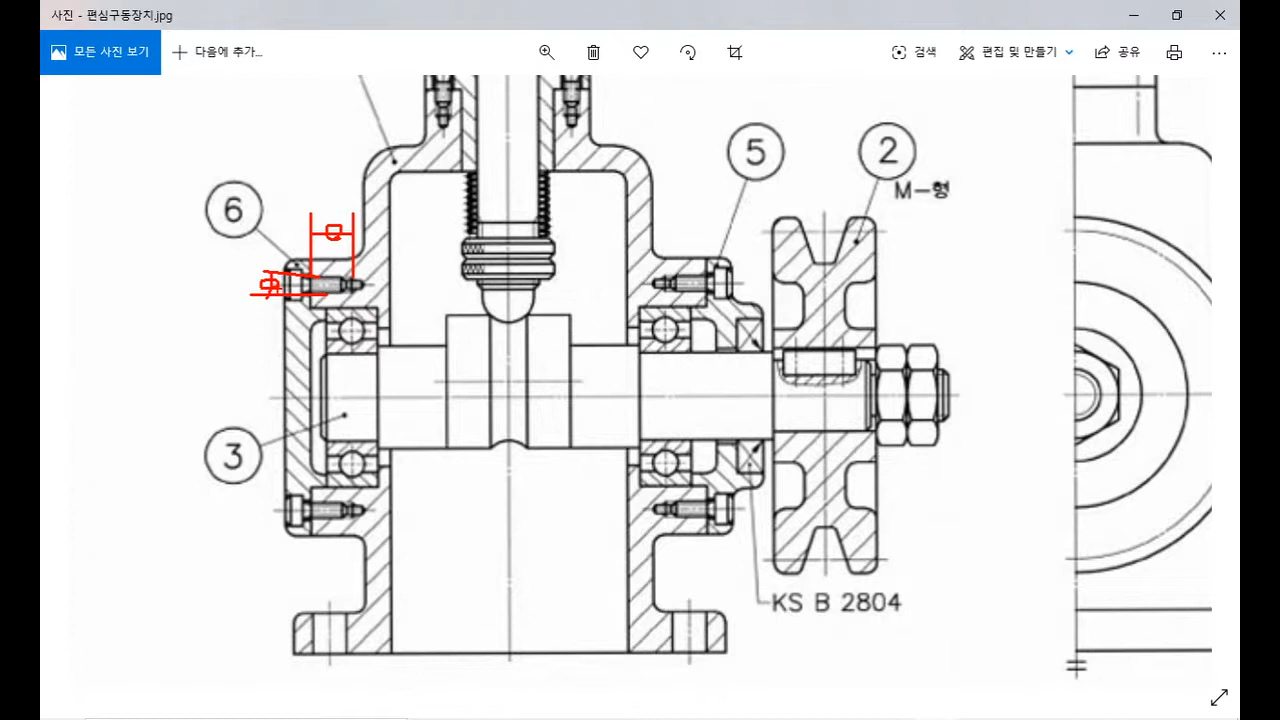 사진 - 편심구동장치.jpg
모든 사진 보기
다음에 추가...
검색
편집 및 만들기
공유
5
2
M-형
6
ㅁ
3
KS B 2804